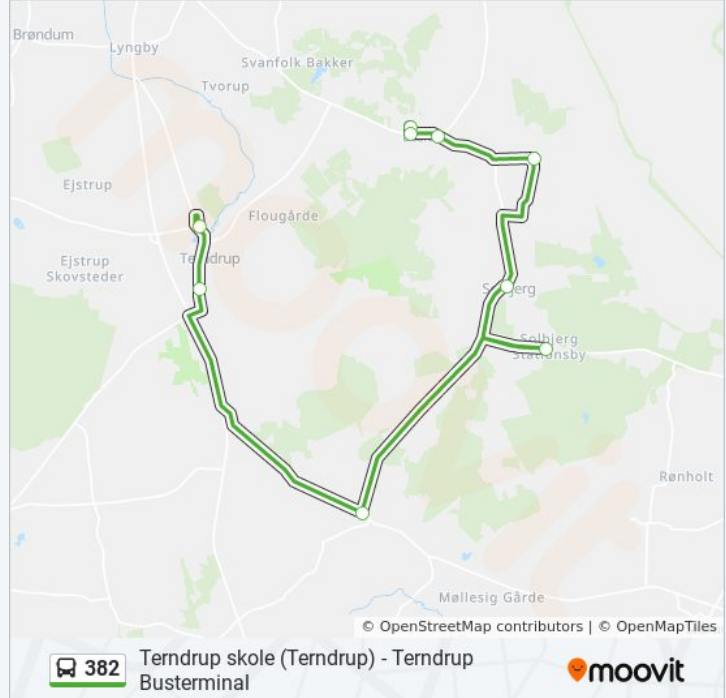 Brøndum
Lyngby
Svanfolk Bakker
Tvorup
Ejstrup
Flougårde
Ejstrup
Skovsteder
Solbjerg
Stationsby
Rønholt
Møllesig Gårde
© OpenStreetMap contributors | © OpenMapTiles
382
Terndrup skole (Terndrup) - Terndrup
Busterminal
moovit